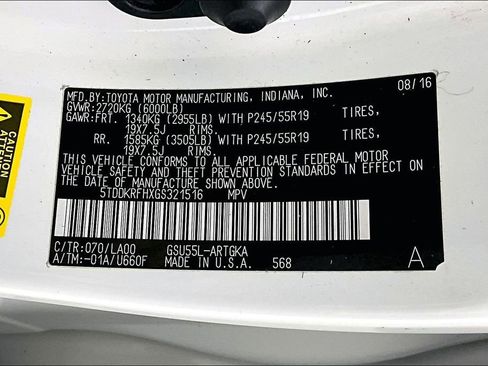 MFD.BY:TOYOTA MOTOR MANUFACTURING, INDIANA, INC. 08/16
GVWR:2720KG (6000LB)
GAWR:FRT. 1340KG (2955LB) WITH P245/55R19 TIRES,
19X7.5J RIMS.
RR. 1585KG (3505LB) WITH P245/55R19 TIRES,
19X7.5J RIMS.
THIS VEHICLE CONFORMS TO ALL APPLICABLE FEDERAL MOTOR
VEHICLE SAFETY AND THEFT PREVENTION STANDARDS IN EFFECT ON
THE DATE OF MANUFACTURE SHOWN ABOVE.
5TDDKRFHXGS321516 MPV
C/TR:070/LA00 GSU55L-ARTGKA
A/TM:-01A/U660F MADE IN U.S.A. 568 A
CAUTION